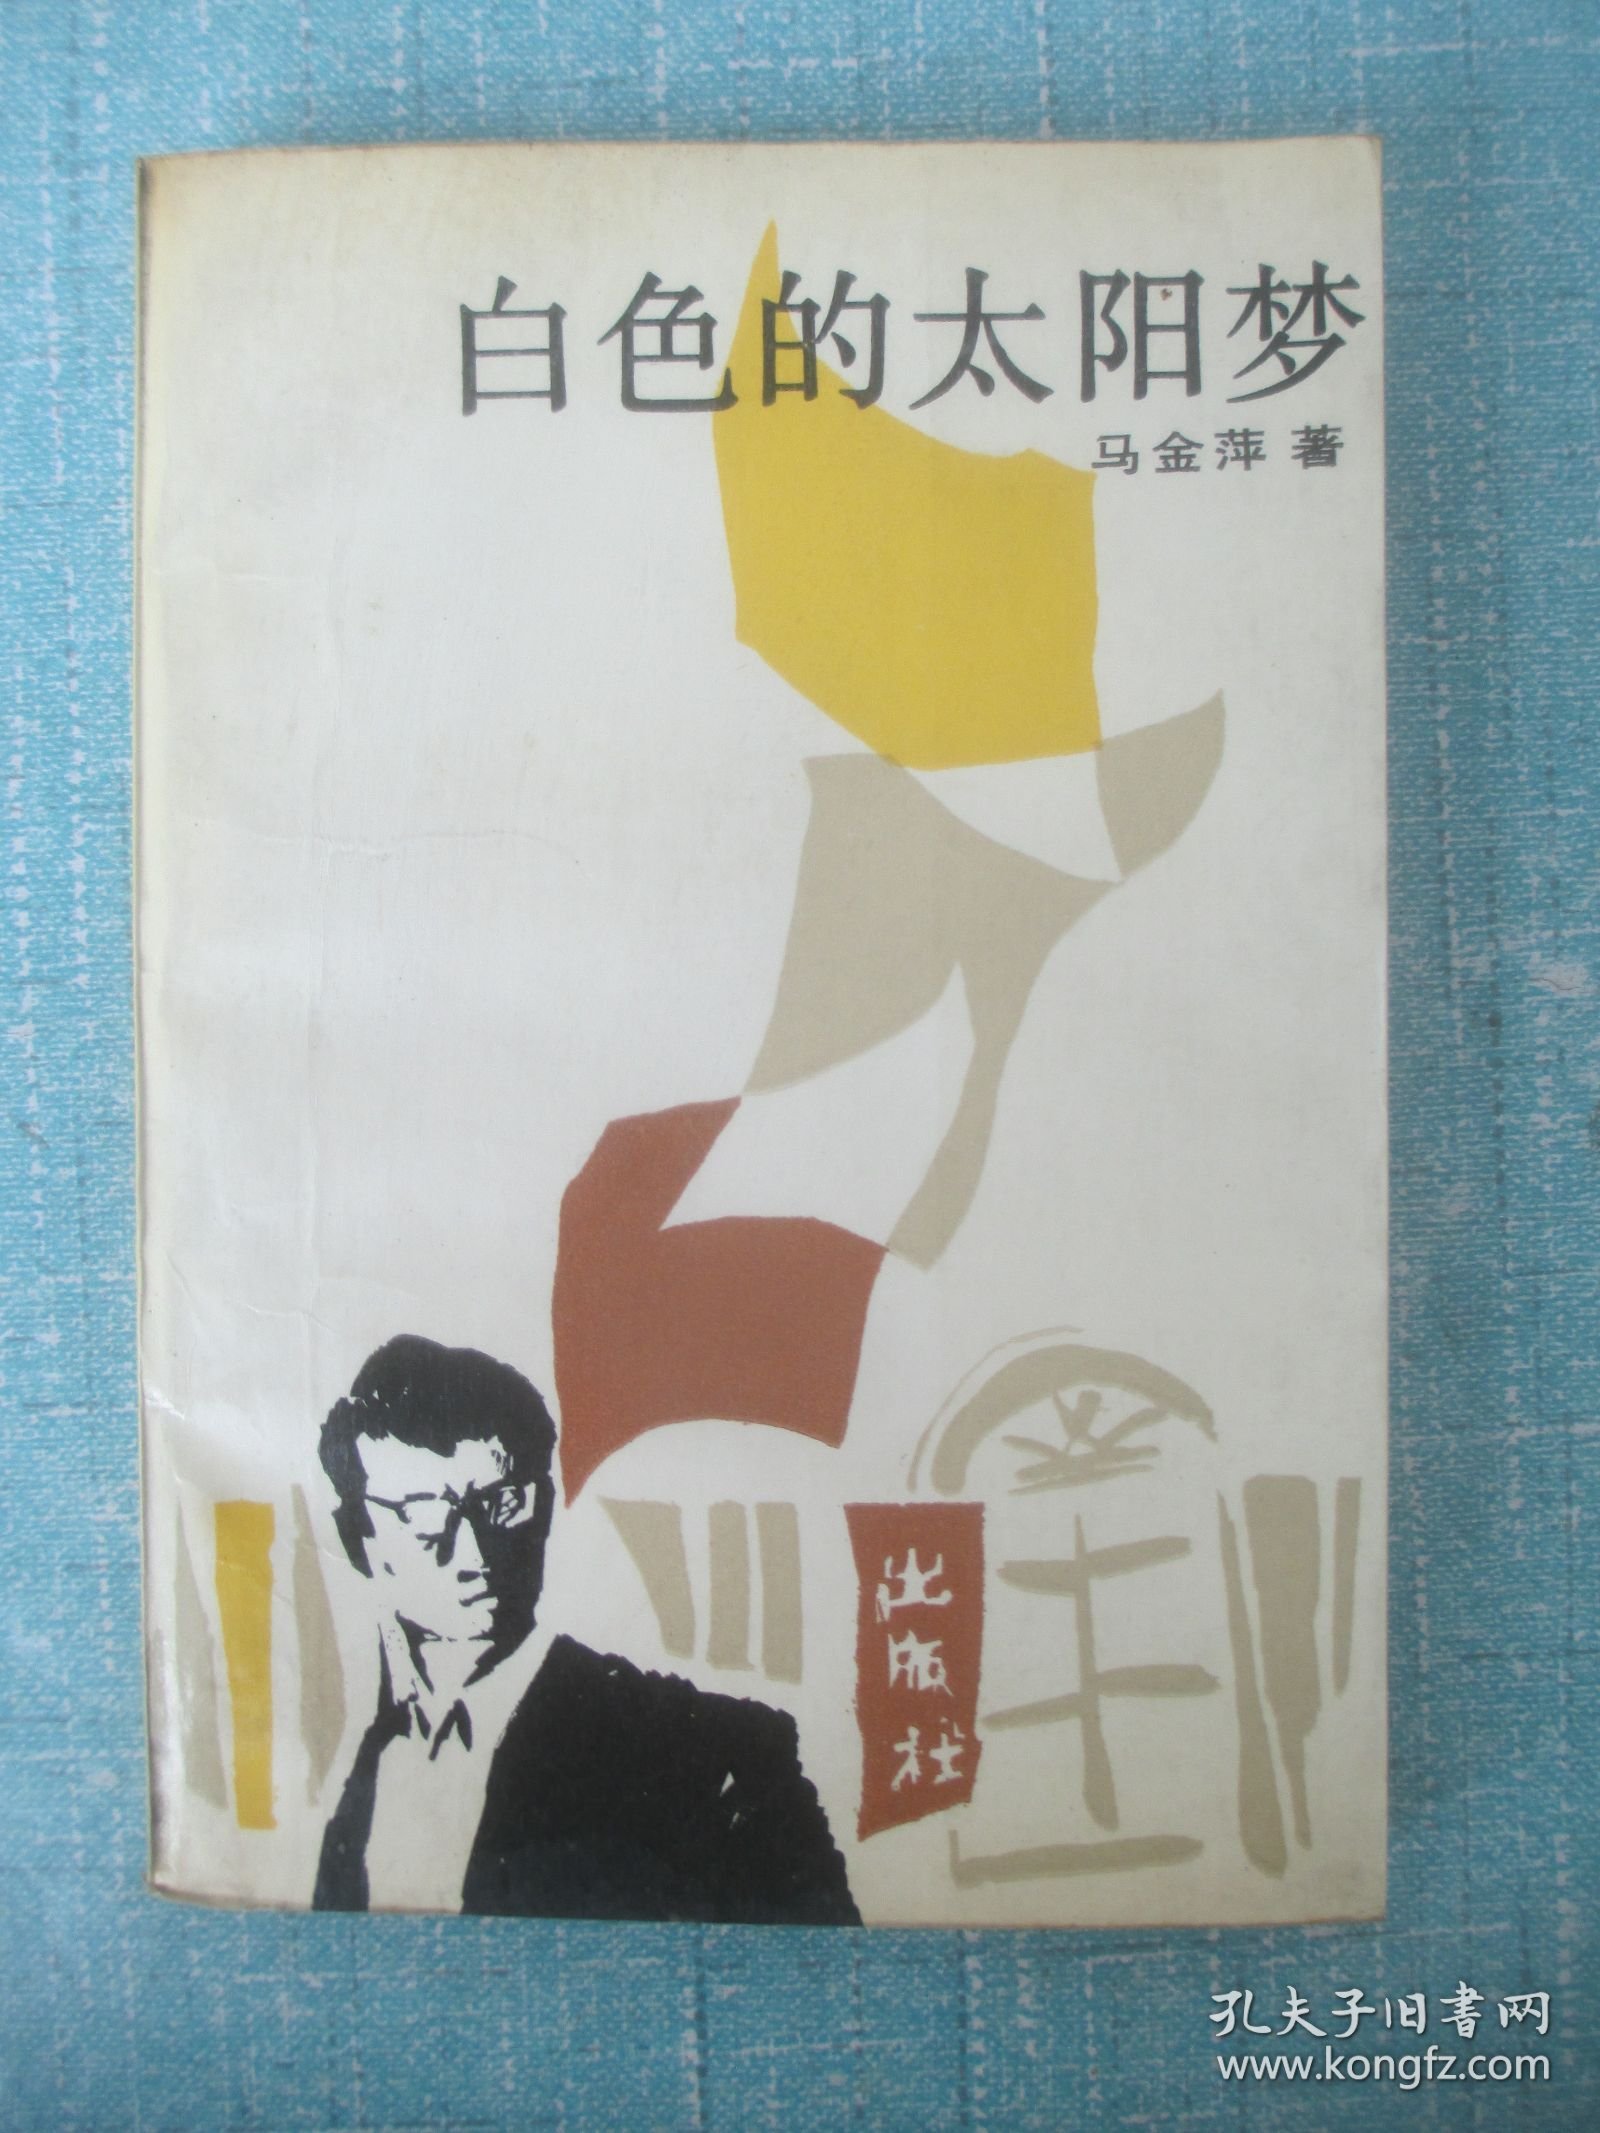 白色的太阳梦
马金萍 著
出版社
孔夫子旧书网
www.kongfz.com